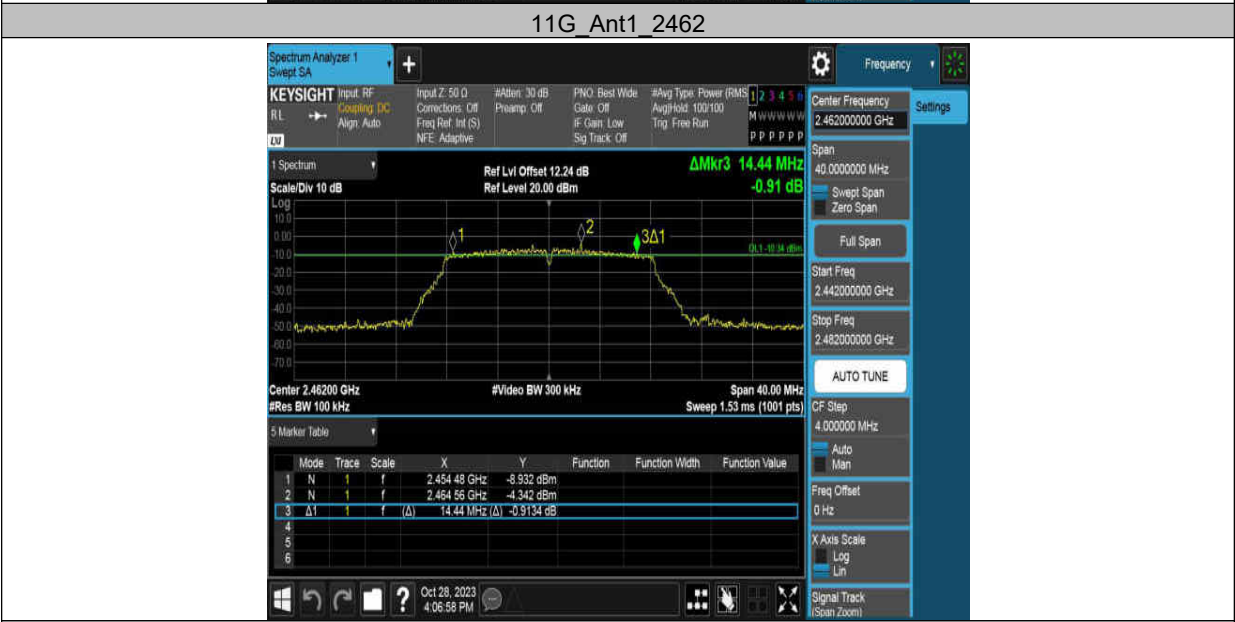 11G_Ant1_2462
Spectrum Analyzer 1
Swept SA
+
Frequency
KEYSIGHT
RL
LXI
Input: RF
Coupling: DC
Align: Auto
Input Z: 50 Ω
Corrections: Off
Freq Ref: Int (S)
NFE: Adaptive
#Atten: 30 dB
Preamp: Off
PNO: Best Wide
Gate: Off
IF Gain: Low
Sig Track: Off
#Avg Type: Power (RMS
Avg|Hold: 100/100
Trig: Free Run
1 2 3 4 5 6
M W W W W W
P P P P P P
Center Frequency
2.462000000 GHz
Settings
1 Spectrum
Scale/Div 10 dB
Ref Lvl Offset 12.24 dB
Ref Level 20.00 dBm
ΔMkr3 14.44 MHz
-0.91 dB
Span
40.0000000 MHz
Swept Span
Zero Span
Full Span
Start Freq
2.442000000 GHz
Stop Freq
2.482000000 GHz
AUTO TUNE
CF Step
4.000000 MHz
Auto
Man
Freq Offset
0 Hz
X Axis Scale
Log
Lin
Signal Track
(Span Zoom)
Log
10.0
0.00
-10.0
-20.0
-30.0
-40.0
-50.0
-60.0
-70.0
1
2
3Δ1
DL1 -10.34 dBm
Center 2.46200 GHz
#Video BW 300 kHz
Span 40.00 MHz
#Res BW 100 kHz
Sweep 1.53 ms (1001 pts)
5 Marker Table
Mode Trace Scale X Y Function Function Width Function Value
1 N 1 f 2.454 48 GHz -8.932 dBm
2 N 1 f 2.464 56 GHz -4.342 dBm
3 Δ1 1 f (Δ) 14.44 MHz (Δ) -0.9134 dB
4
5
6
?
Oct 28, 2023
4:06:58 PM